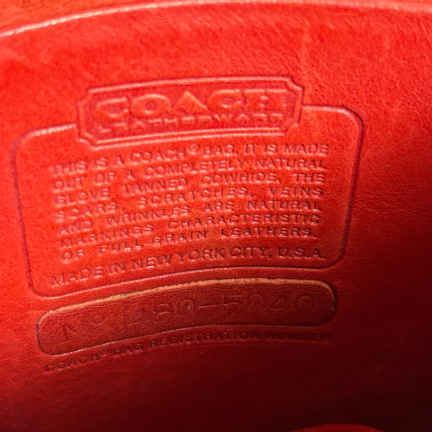 COACH
LEATHERWARE
THIS IS A COACH® BAG. IT IS MADE
OUT OF A COMPLETELY NATURAL
GLOVE TANNED COWHIDE, THE
SCARS, SCRATCHES, VEINS
AND WRINKLES ARE NATURAL
MARKINGS CHARACTERISTIC
OF FULL GRAIN LEATHERS.
MADE IN NEW YORK CITY, U.S.A.
COACH BAG REGISTRATION NUMBER